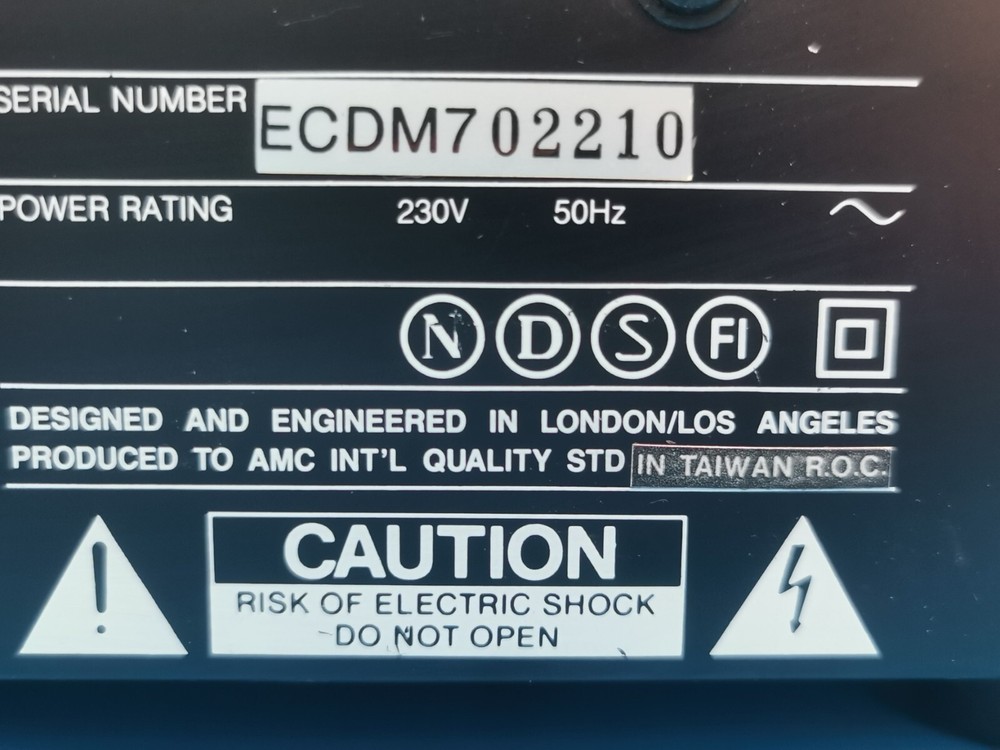 SERIAL NUMBER ECDM702210
POWER RATING 230V 50Hz
N D S FI
DESIGNED AND ENGINEERED IN LONDON/LOS ANGELES
PRODUCED TO AMC INT'L QUALITY STD IN TAIWAN R.O.C.
CAUTION
RISK OF ELECTRIC SHOCK
DO NOT OPEN